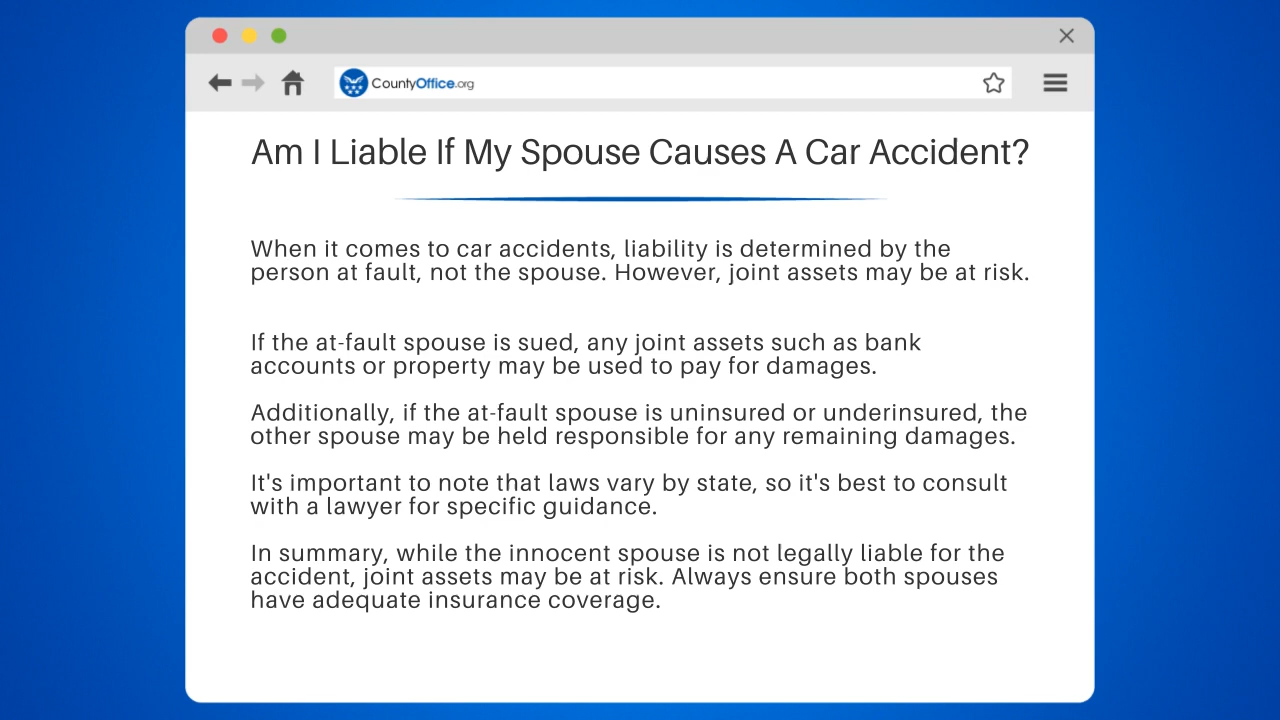 CountyOffice.org
Am I Liable If My Spouse Causes A Car Accident?
When it comes to car accidents, liability is determined by the
person at fault, not the spouse. However, joint assets may be at risk.
If the at-fault spouse is sued, any joint assets such as bank
accounts or property may be used to pay for damages.
Additionally, if the at-fault spouse is uninsured or underinsured, the
other spouse may be held responsible for any remaining damages.
It's important to note that laws vary by state, so it's best to consult
with a lawyer for specific guidance.
In summary, while the innocent spouse is not legally liable for the
accident, joint assets may be at risk. Always ensure both spouses
have adequate insurance coverage.